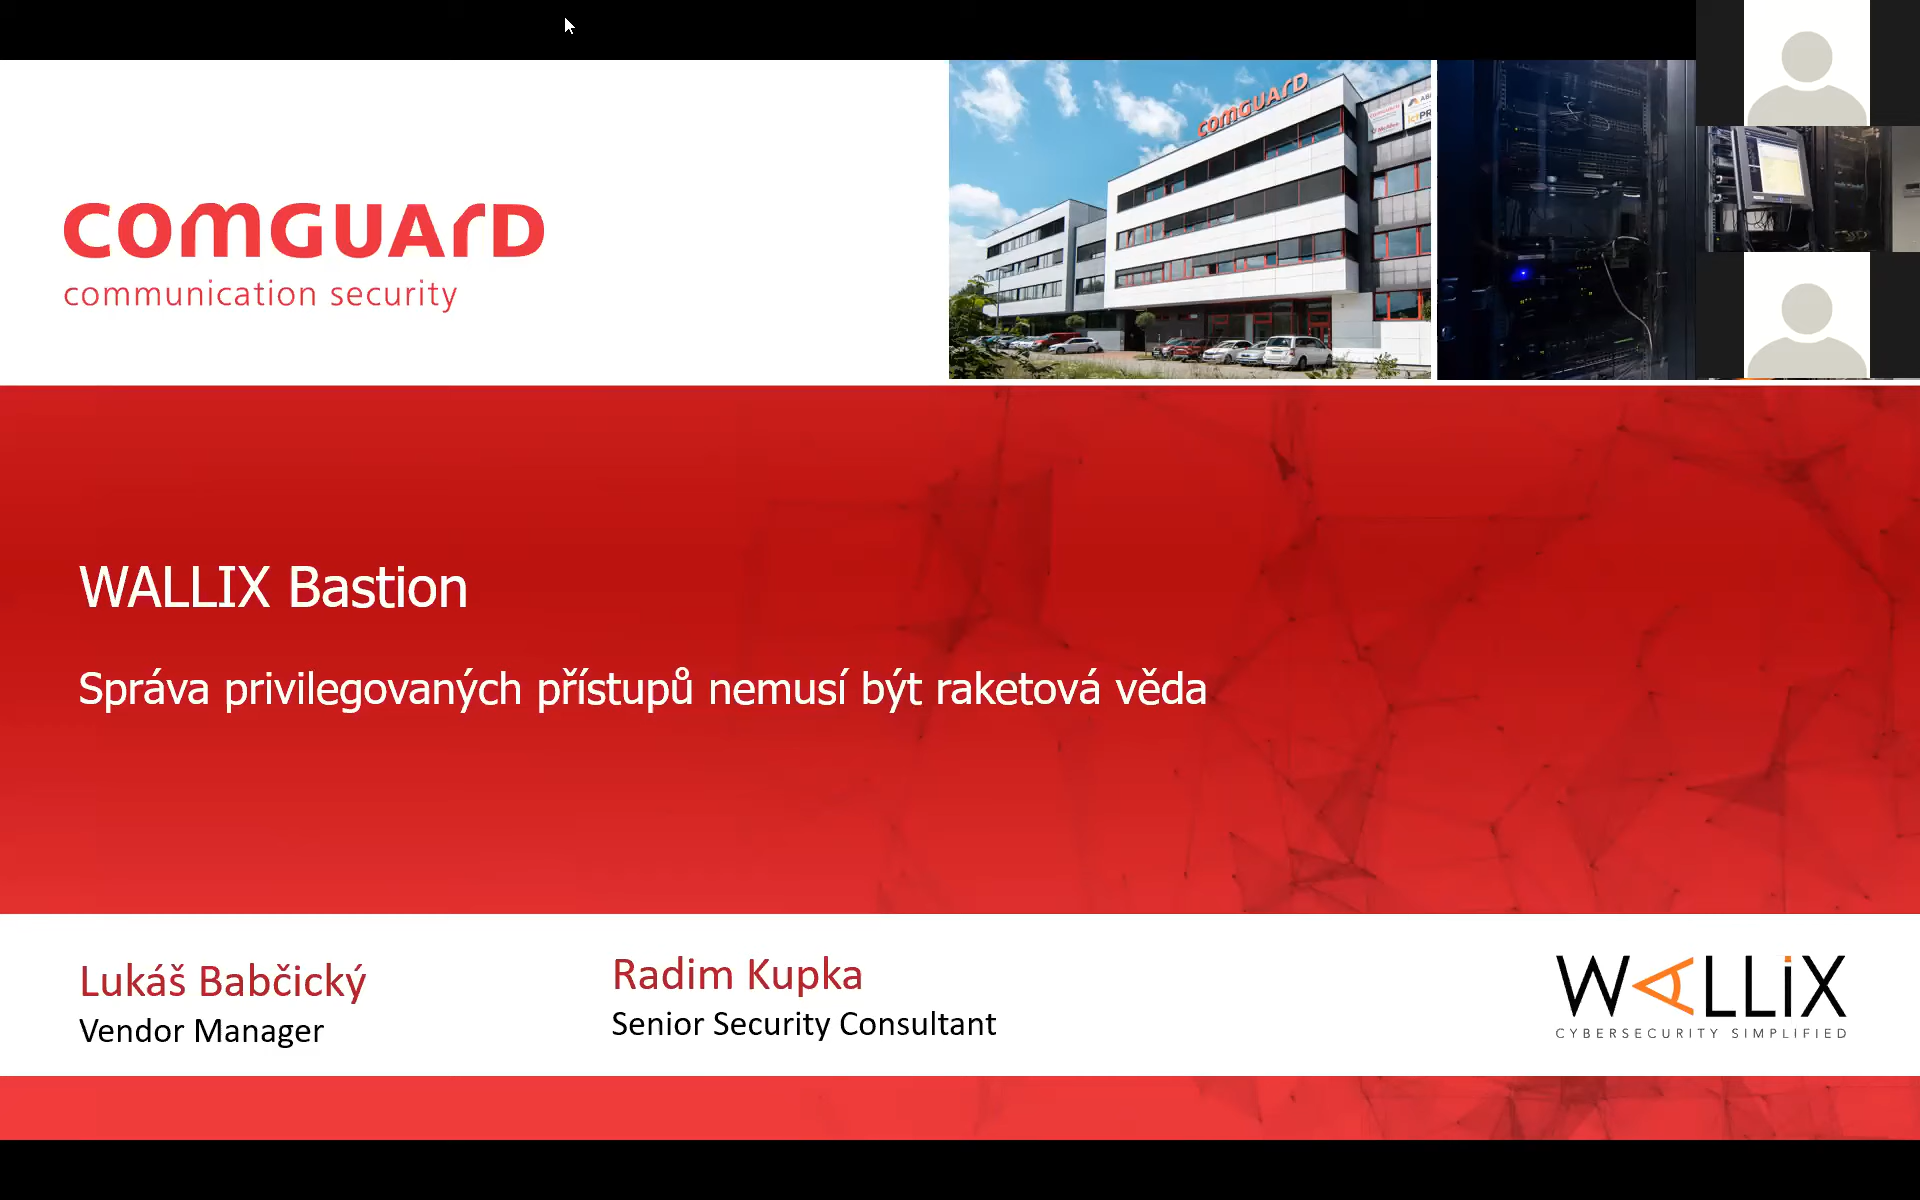 comGUARD
communication security
comGUARD
WALLIX Bastion
Správa privilegovaných přístupů nemusí být raketová věda
Lukáš Babčický
Vendor Manager
Radim Kupka
Senior Security Consultant
WALLiX
CYBERSECURITY SIMPLIFIED